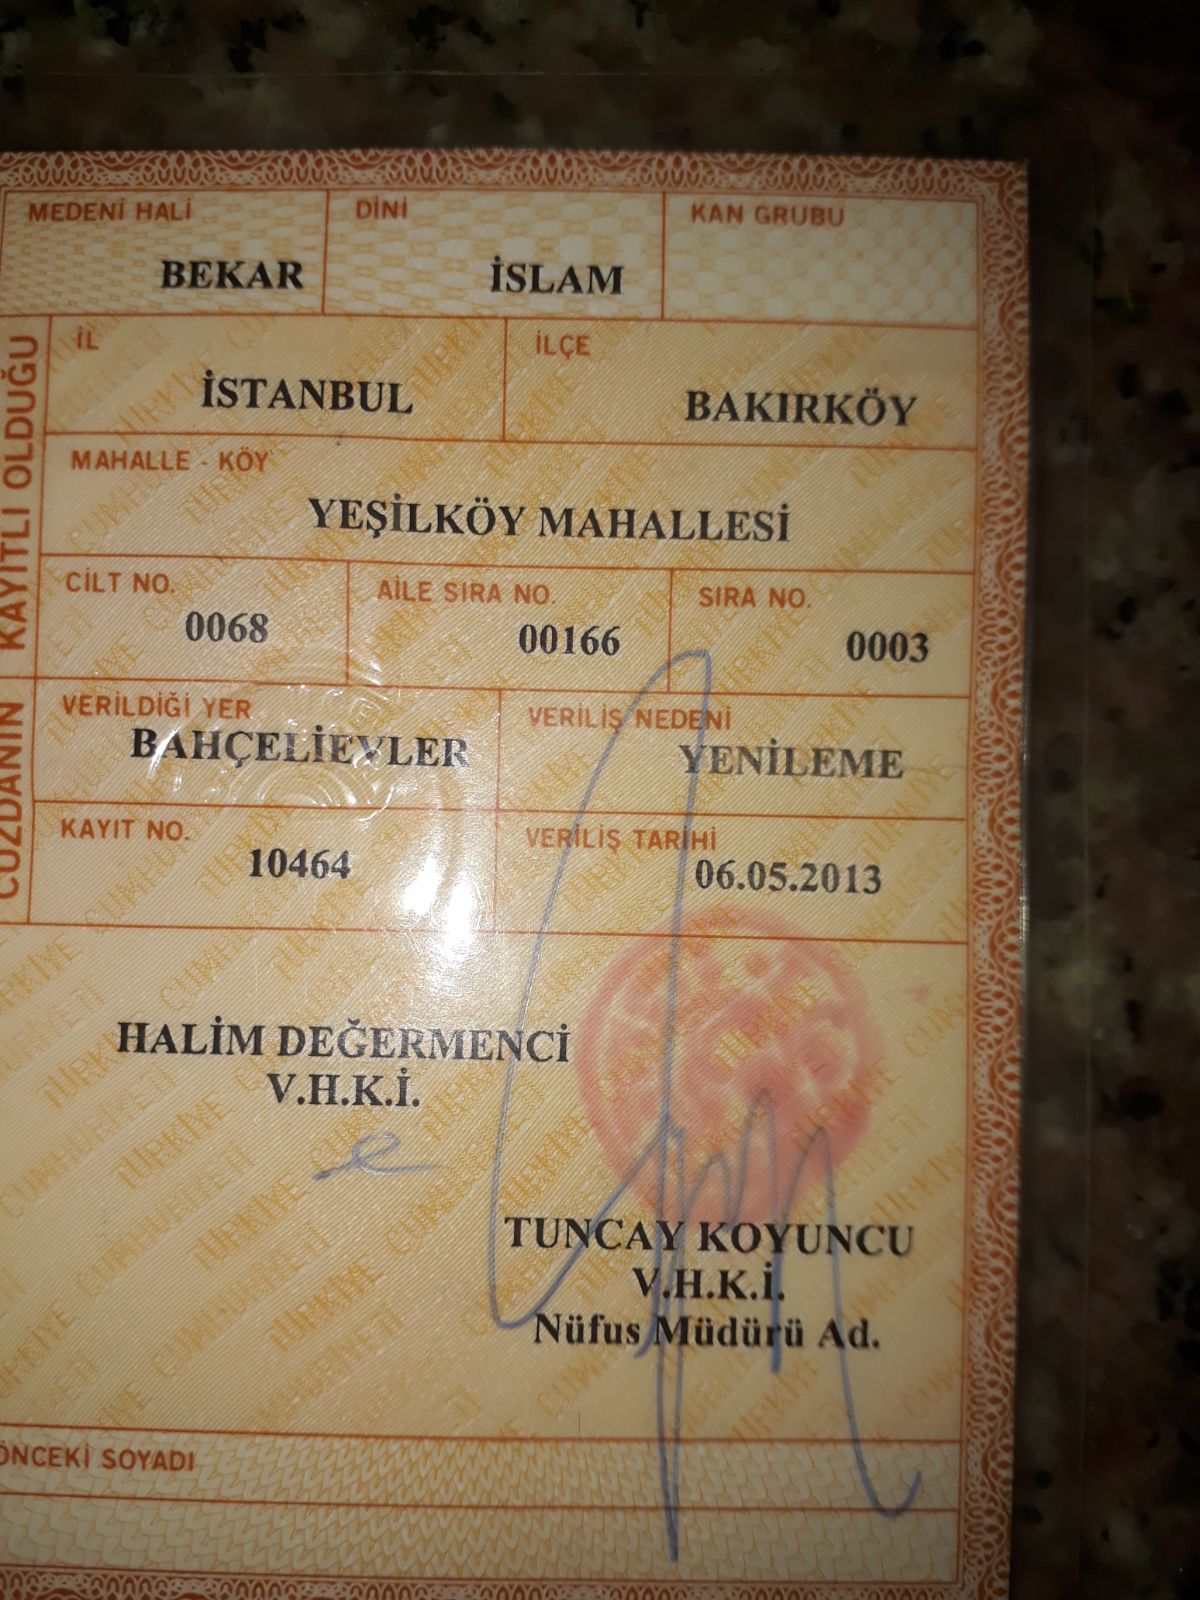 MEDENİ HALİ DİNİ KAN GRUBU
BEKAR İSLAM
CÜZDANIN KAYITLI OLDUĞU
İL İLÇE
İSTANBUL BAKIRKÖY
MAHALLE - KÖY
YEŞİLKÖY MAHALLESİ
CİLT NO. AİLE SIRA NO. SIRA NO.
0068 00166 0003
VERİLDİĞİ YER VERİLİŞ NEDENİ
BAHÇELİEVLER YENİLEME
KAYIT NO. VERİLİŞ TARİHİ
10464 06.05.2013
HALİM DEĞERMENCİ
V.H.K.İ.
TUNCAY KOYUNCU
V.H.K.İ.
Nüfus Müdürü Ad.
ÖNCEKİ SOYADI